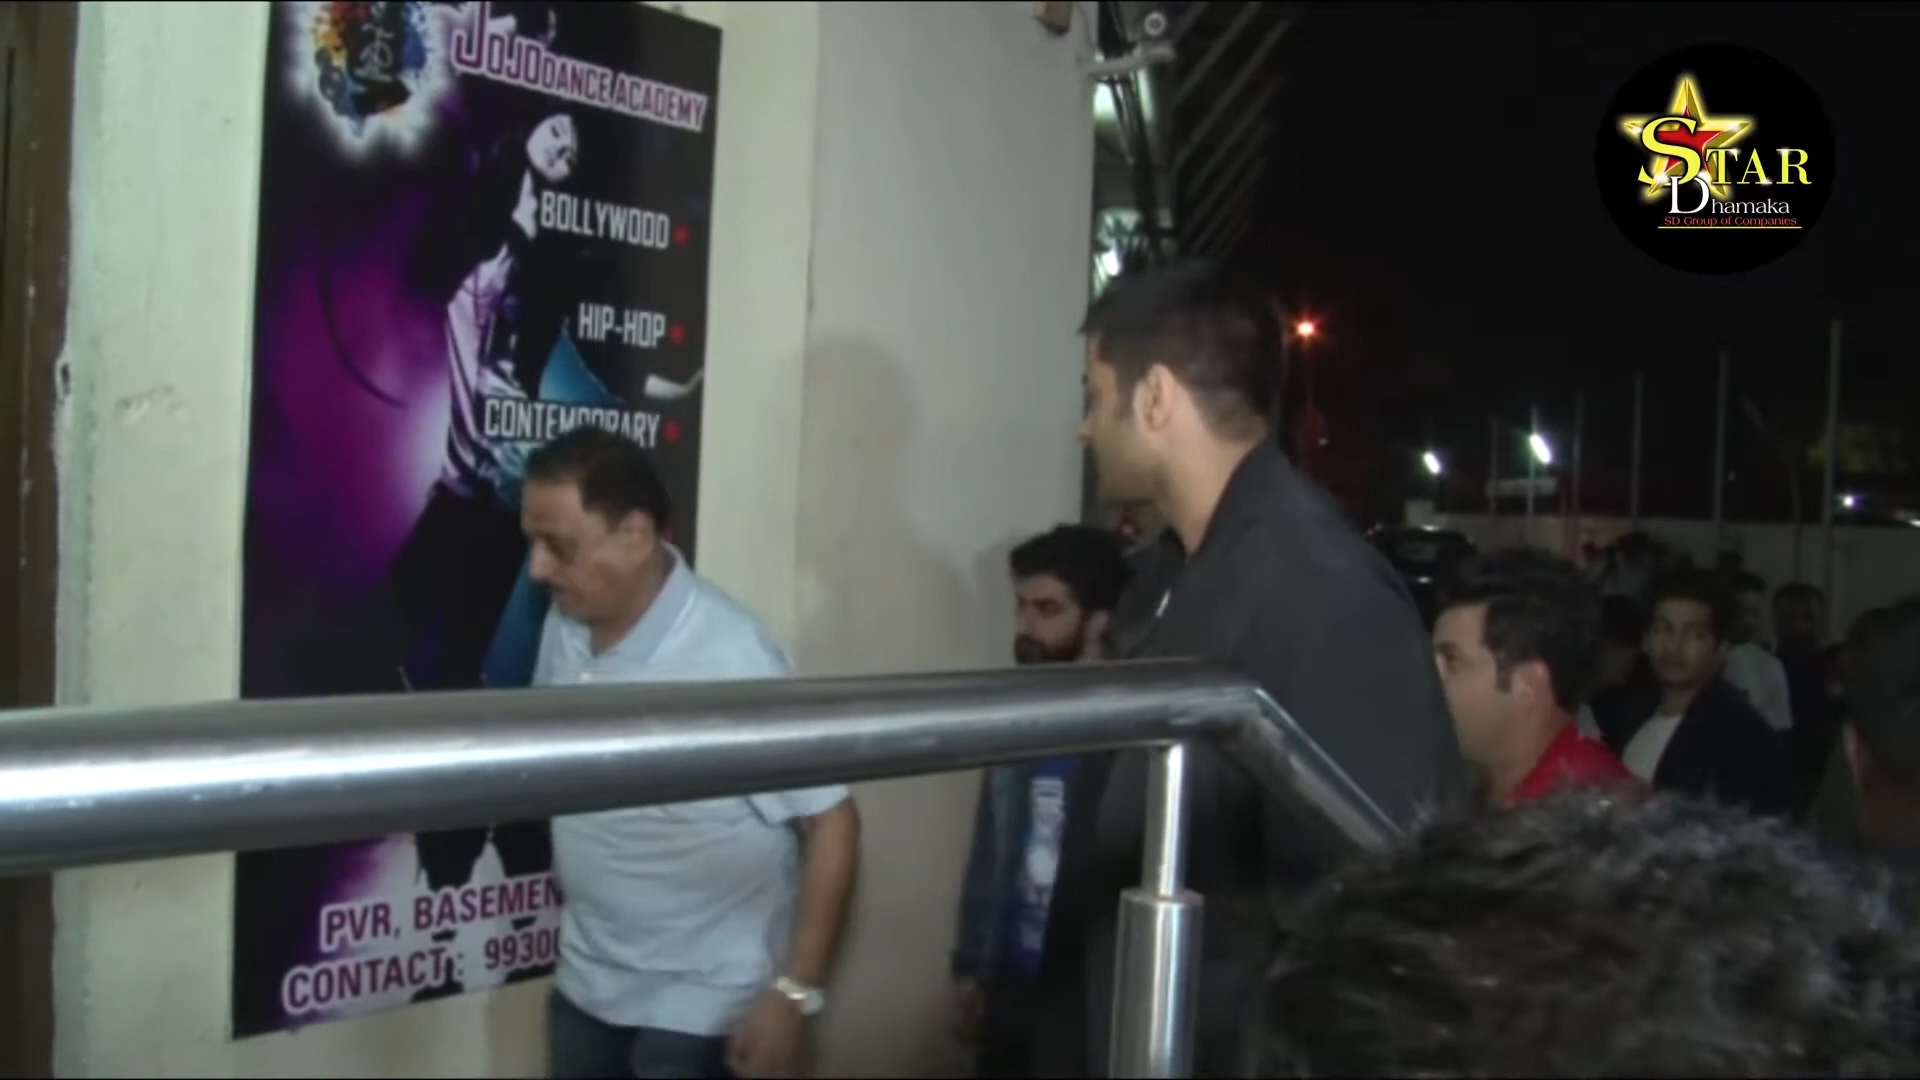 JOJO DANCE ACADEMY
BOLLYWOOD
HIP-HOP
CONTEMPORARY
PVR, BASEMEN
CONTACT : 9930
STAR
Dhamaka
SD Group of Companies